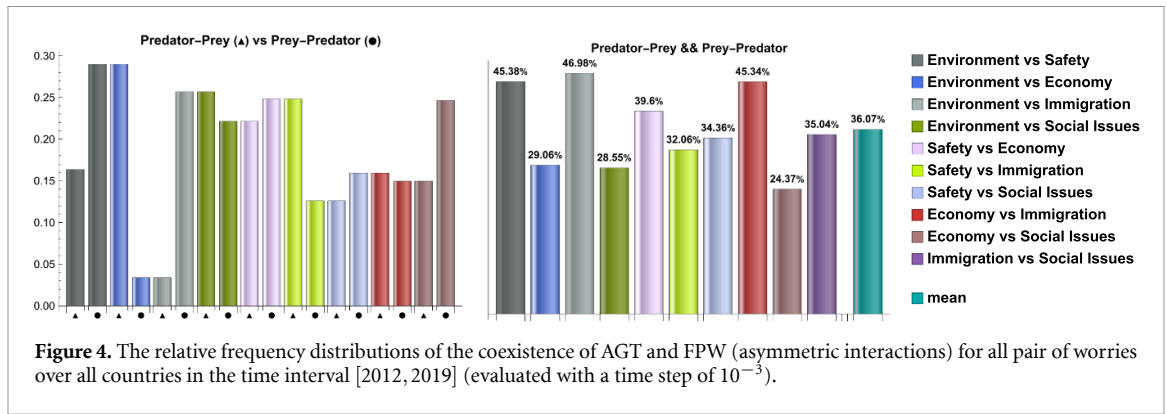 Predator–Prey (▲) vs Prey–Predator (●)
0.30
0.25
0.20
0.15
0.10
0.05
0.00
▲ ● ▲ ● ▲ ● ▲ ● ▲ ● ▲ ● ▲ ● ▲ ● ▲ ●
Predator–Prey && Prey–Predator
45.38%
29.06%
46.98%
28.55%
39.6%
32.06%
34.36%
45.34%
24.37%
35.04%
36.07%
Environment vs Safety
Environment vs Economy
Environment vs Immigration
Environment vs Social Issues
Safety vs Economy
Safety vs Immigration
Safety vs Social Issues
Economy vs Immigration
Economy vs Social Issues
Immigration vs Social Issues
mean
Figure 4. The relative frequency distributions of the coexistence of AGT and FPW (asymmetric interactions) for all pair of worries
over all countries in the time interval [2012,2019] (evaluated with a time step of 10⁻³).